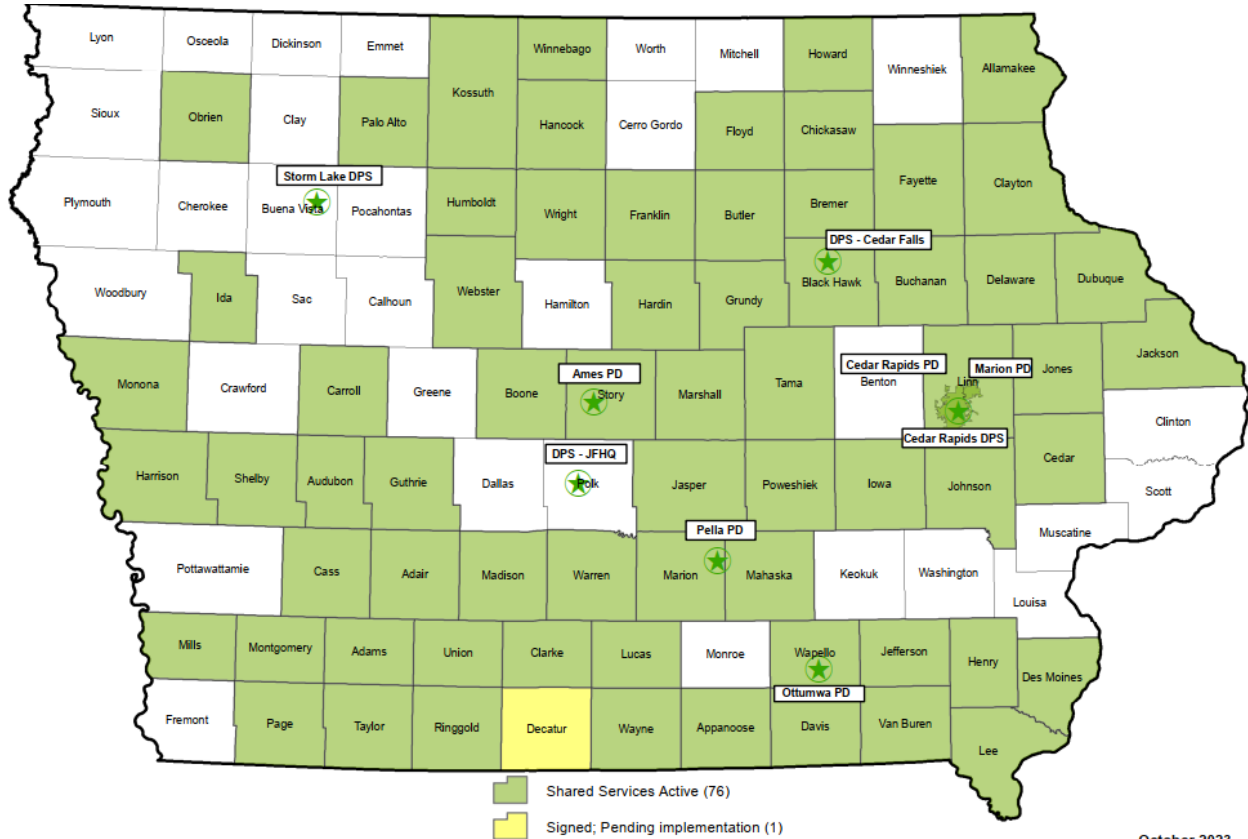 Lyon
Osceola
Dickinson
Emmet
Kossuth
Winnebago
Worth
Mitchell
Howard
Winneshiek
Allamakee
Sioux
Obrien
Clay
Palo Alto
Hancock
Cerro Gordo
Floyd
Chickasaw
Fayette
Clayton
Storm Lake DPS
Plymouth
Cherokee
Buena Vista
Pocahontas
Humboldt
Wright
Franklin
Butler
Bremer
DPS - Cedar Falls
Black Hawk
Buchanan
Delaware
Dubuque
Woodbury
Ida
Sac
Calhoun
Webster
Hamilton
Hardin
Grundy
Monona
Crawford
Carroll
Greene
Boone
Ames PD
Story
Marshall
Tama
Cedar Rapids PD
Benton
Marion PD
Linn
Jones
Jackson
Clinton
Cedar Rapids DPS
Harrison
Shelby
Audubon
Guthrie
Dallas
DPS - JFHQ
Polk
Jasper
Poweshiek
Iowa
Johnson
Cedar
Scott
Muscatine
Pottawattamie
Cass
Adair
Madison
Warren
Pella PD
Marion
Mahaska
Keokuk
Washington
Louisa
Mills
Montgomery
Adams
Union
Clarke
Lucas
Monroe
Wapello
Jefferson
Henry
Des Moines
Ottumwa PD
Fremont
Page
Taylor
Ringgold
Decatur
Wayne
Appanoose
Davis
Van Buren
Lee
Shared Services Active (76)
Signed; Pending implementation (1)
October 2023